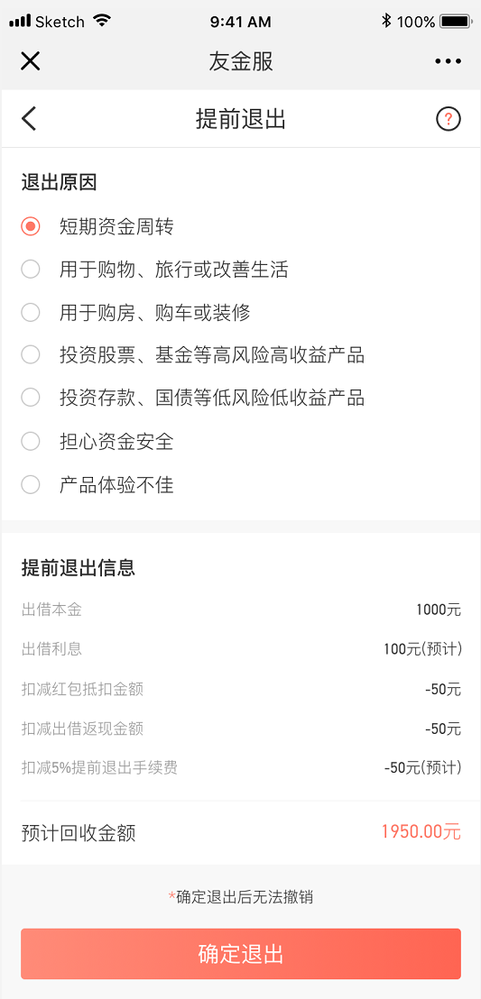 Sketch 9:41 AM 100%
友金服
提前退出
?
退出原因
短期资金周转
用于购物、旅行或改善生活
用于购房、购车或装修
投资股票、基金等高风险高收益产品
投资存款、国债等低风险低收益产品
担心资金安全
产品体验不佳
提前退出信息
出借本金 1000元
出借利息 100元(预计)
扣减红包抵扣金额 -50元
扣减出借返现金额 -50元
扣减5%提前退出手续费 -50元(预计)
预计回收金额 1950.00元
*确定退出后无法撤销
确定退出